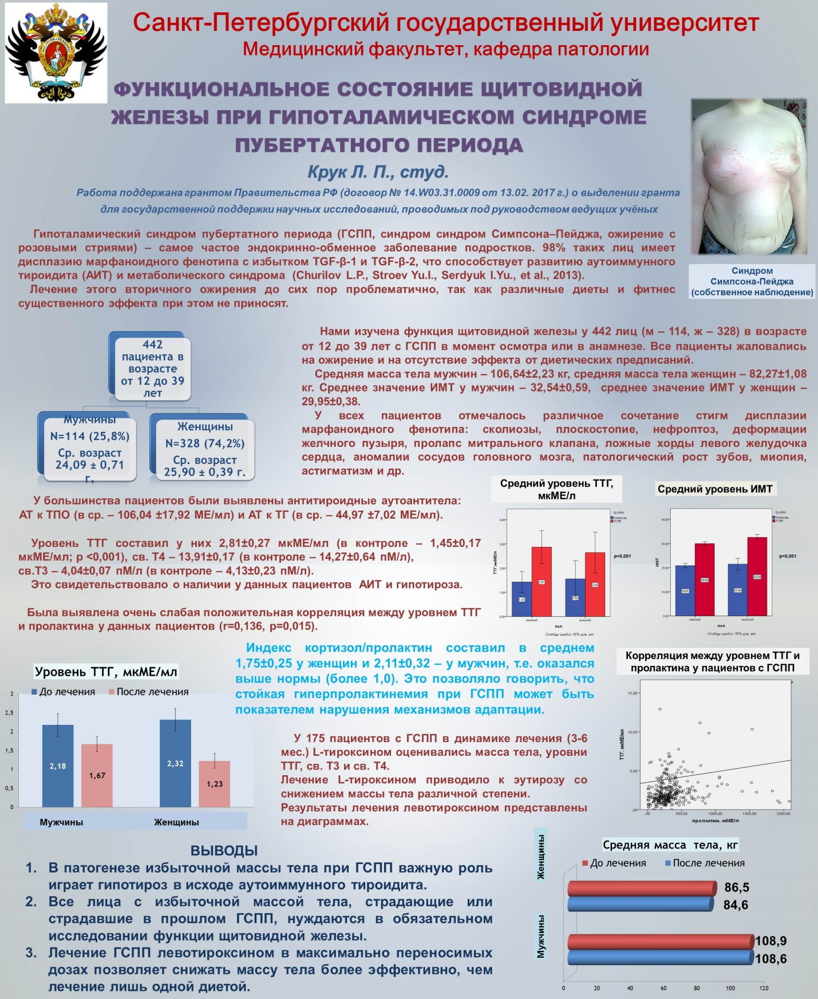 Санкт-Петербургский государственный университет
Медицинский факультет, кафедра патологии
ФУНКЦИОНАЛЬНОЕ СОСТОЯНИЕ ЩИТОВИДНОЙ
ЖЕЛЕЗЫ ПРИ ГИПОТАЛАМИЧЕСКОМ СИНДРОМЕ
ПУБЕРТАТНОГО ПЕРИОДА
Крук Л. П., студ.
Работа поддержана грантом Правительства РФ (договор № 14.W03.31.0009 от 13.02. 2017 г.) о выделении гранта
для государственной поддержки научных исследований, проводимых под руководством ведущих учёных
Гипоталамический синдром пубертатного периода (ГСПП, синдром синдром Симпсона–Пейджа, ожирение с
розовыми стриями) – самое частое эндокринно-обменное заболевание подростков. 98% таких лиц имеет
дисплазию марфаноидного фенотипа с избытком TGF-β-1 и TGF-β-2, что способствует развитию аутоиммунного
тироидита (АИТ) и метаболического синдрома (Churilov L.P., Stroev Yu.I., Serdyuk I.Yu., et al., 2013).
Лечение этого вторичного ожирения до сих пор проблематично, так как различные диеты и фитнес
существенного эффекта при этом не приносят.
Синдром
Симпсона-Пейджа
(собственное наблюдение)
442
пациента в
возрасте
от 12 до 39
лет
Мужчины
N=114 (25,8%)
Ср. возраст
24,09 ± 0,71
г.
Женщины
N=328 (74,2%)
Ср. возраст
25,90 ± 0,39 г.
Нами изучена функция щитовидной железы у 442 лиц (м – 114, ж – 328) в возрасте
от 12 до 39 лет с ГСПП в момент осмотра или в анамнезе. Все пациенты жаловались
на ожирение и на отсутствие эффекта от диетических предписаний.
Средняя масса тела мужчин – 106,64±2,23 кг, средняя масса тела женщин – 82,27±1,08
кг. Среднее значение ИМТ у мужчин – 32,54±0,59, среднее значение ИМТ у женщин –
29,95±0,38.
У всех пациентов отмечалось различное сочетание стигм дисплазии
марфаноидного фенотипа: сколиозы, плоскостопие, нефроптоз, деформации
желчного пузыря, пролапс митрального клапана, ложные хорды левого желудочка
сердца, аномалии сосудов головного мозга, патологический рост зубов, миопия,
астигматизм и др.
У большинства пациентов были выявлены антитироидные аутоантитела:
АТ к ТПО (в ср. – 106,04 ±17,92 МЕ/мл) и АТ к ТГ (в ср. – 44,97 ±7,02 МЕ/мл).
Уровень ТТГ составил у них 2,81±0,27 мкМЕ/мл (в контроле – 1,45±0,17
мкМЕ/мл; p <0,001), св. Т4 – 13,91±0,17 (в контроле – 14,27±0,64 пМ/л),
св.Т3 – 4,04±0,07 пМ/л (в контроле – 4,13±0,23 пМ/л).
Это свидетельствовало о наличии у данных пациентов АИТ и гипотироза.
Была выявлена очень слабая положительная корреляция между уровнем ТТГ
и пролактина у данных пациентов (r=0,136, p=0,015).
Средний уровень ТТГ,
мкМЕ/л
группа
Контроль
ГСПП
4,00
3,00
2,00
1,00
0,00
ТТГ,мкМЕ/л
1,43
2,87
2,64
p<0,001
женский
мужской
пол
Столбцы ошибок: 95% дов. инт.
Средний уровень ИМТ
группа
Контроль
ГСПП
40,00
30,00
20,00
10,00
0,00
ИМТ
29,95
32,54
p<0,001
женский
мужской
пол
Столбцы ошибок: 95% дов. инт.
Индекс кортизол/пролактин составил в среднем
1,75±0,25 у женщин и 2,11±0,32 – у мужчин, т.е. оказался
выше нормы (более 1,0). Это позволяло говорить, что
стойкая гиперпролактинемия при ГСПП может быть
показателем нарушения механизмов адаптации.
Уровень ТТГ, мкМЕ/мл
До лечения
После лечения
3
2,5
2
1,5
1
0,5
0
2,18
1,67
2,32
1,23
Мужчины
Женщины
У 175 пациентов с ГСПП в динамике лечения (3-6
мес.) L-тироксином оценивались масса тела, уровни
ТТГ, св. Т3 и св. Т4.
Лечение L-тироксином приводило к эутирозу со
снижением массы тела различной степени.
Результаты лечения левотироксином представлены
на диаграммах.
Корреляция между уровнем ТТГ и
пролактина у пациентов с ГСПП
15,00
10,00
5,00
,00
ТТГ, мкМЕ/мл
,00
500,00
1000,00
1500,00
2000,00
пролактин, мМЕ/л
ВЫВОДЫ
1. В патогенезе избыточной массы тела при ГСПП важную роль
играет гипотироз в исходе аутоиммунного тироидита.
2. Все лица с избыточной массой тела, страдающие или
страдавшие в прошлом ГСПП, нуждаются в обязательном
исследовании функции щитовидной железы.
3. Лечение ГСПП левотироксином в максимально переносимых
дозах позволяет снижать массу тела более эффективно, чем
лечение лишь одной диетой.
Средняя масса тела, кг
До лечения
После лечения
Женщины
86,5
84,6
Мужчины
108,9
108,6
0
20
40
60
80
100
120